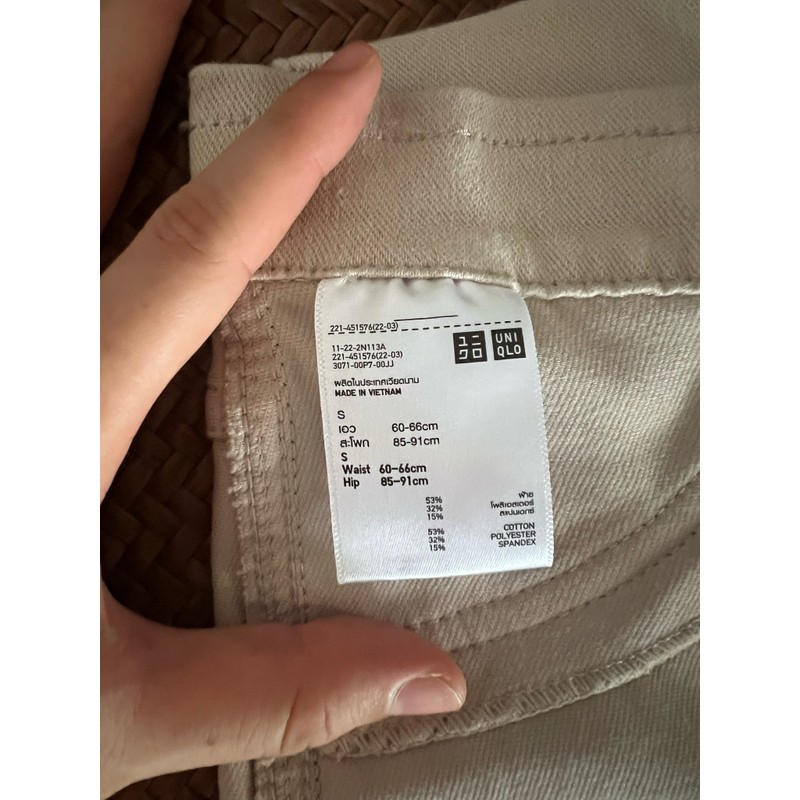 221-451576(22-03)
11-22-2N113A
221-451576(22-03)
3071-00P7-00JJ
ユニ
クロ
UNI
QLO
ผลิตในประเทศเวียดนาม
MADE IN VIETNAM
S
เอว 60-66cm
สะโพก 85-91cm
S
Waist 60-66cm
Hip 85-91cm
53% ฝ้าย
32% โพลีเอสเตอร์
15% สแปนเดกซ์
53% COTTON
32% POLYESTER
15% SPANDEX